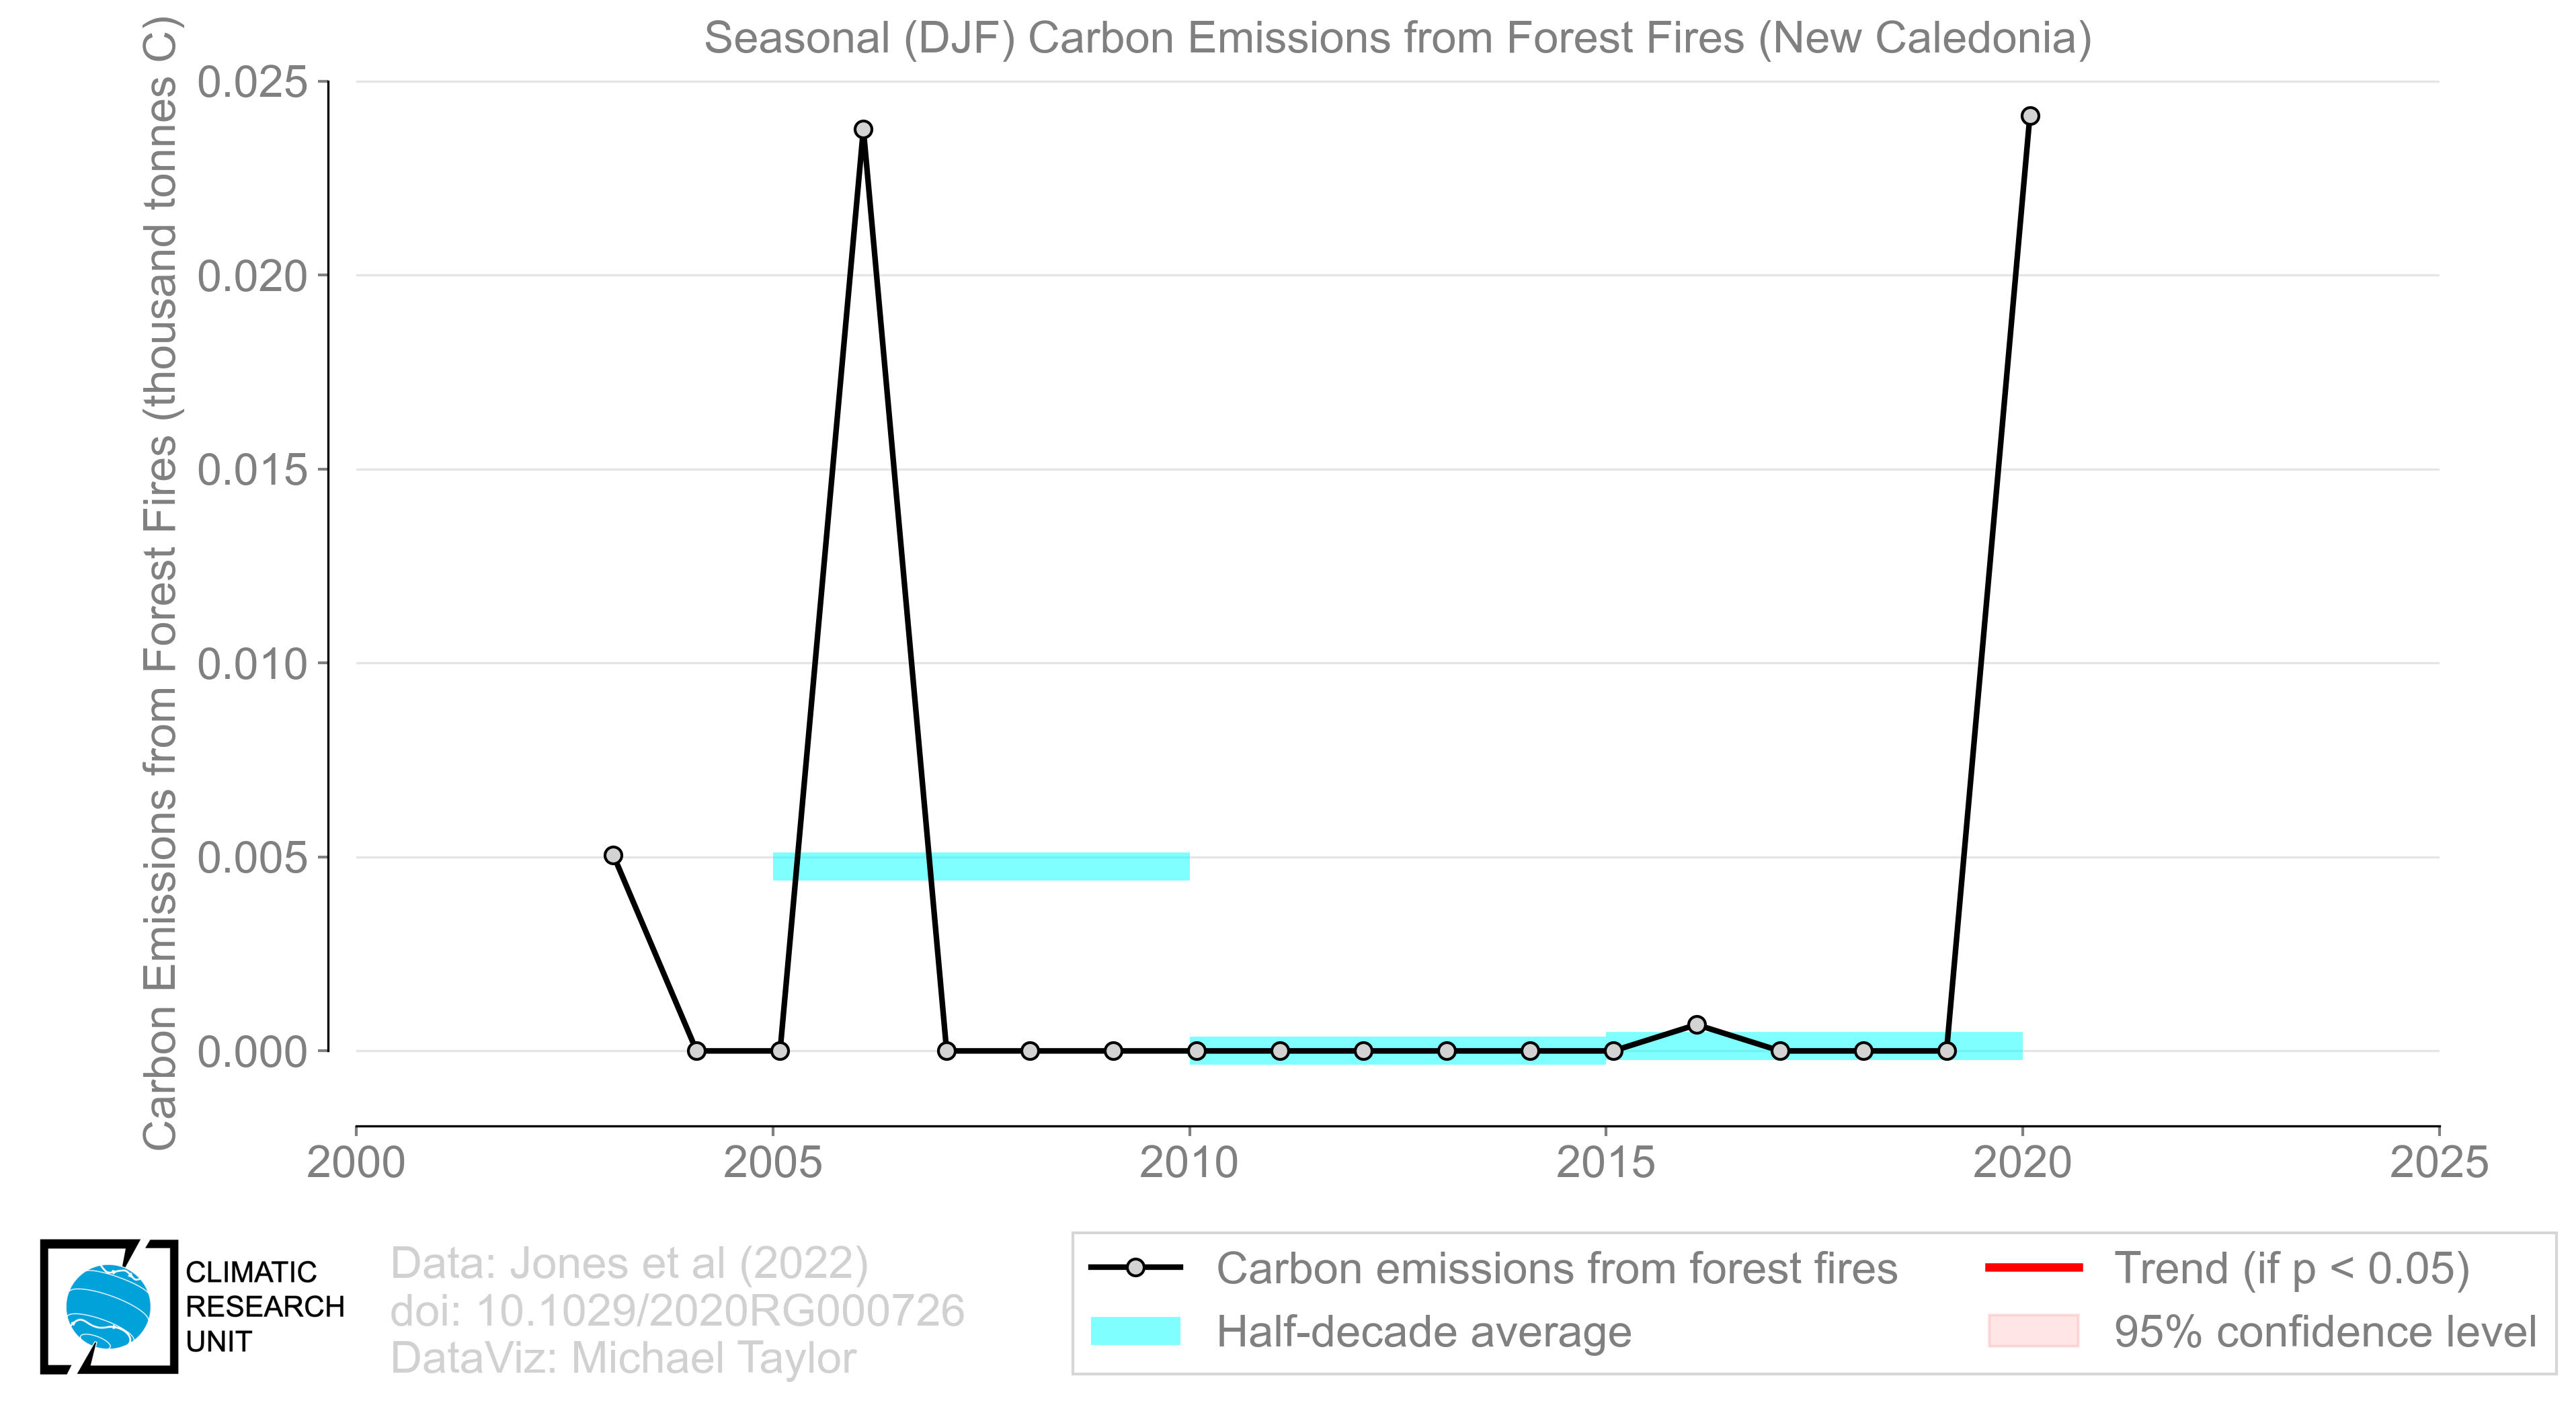 Seasonal (DJF) Carbon Emissions from Forest Fires (New Caledonia)
Carbon Emissions from Forest Fires (thousand tonnes C)
0.025
0.020
0.015
0.010
0.005
0.000
2000
2005
2010
2015
2020
2025
CLIMATIC
RESEARCH
UNIT
Data: Jones et al (2022)
doi: 10.1029/2020RG000726
DataViz: Michael Taylor
Carbon emissions from forest fires
Half-decade average
Trend (if p < 0.05)
95% confidence level